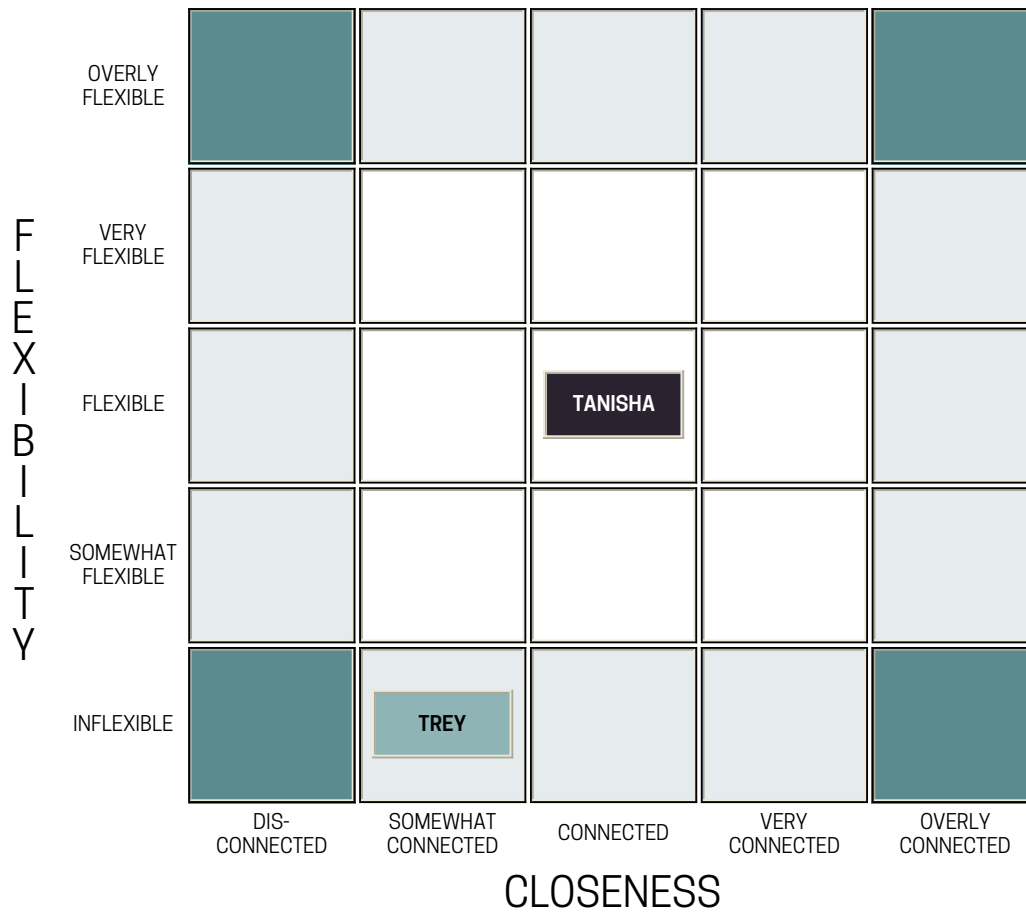 OVERLY
FLEXIBLE
VERY
FLEXIBLE
FLEXIBILITY
FLEXIBLE
TANISHA
SOMEWHAT
FLEXIBLE
INFLEXIBLE
TREY
DIS-
CONNECTED
SOMEWHAT
CONNECTED
CONNECTED
VERY
CONNECTED
OVERLY
CONNECTED
CLOSENESS